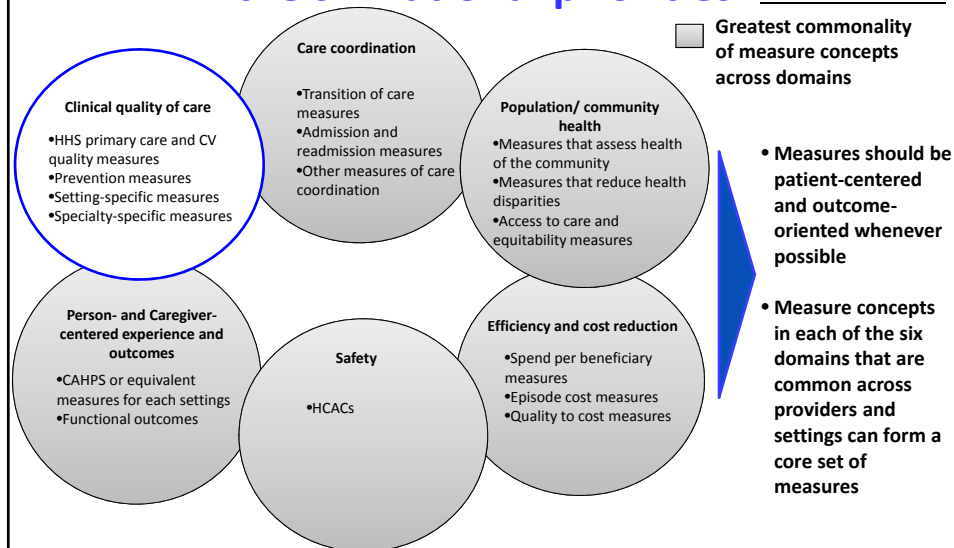 Greatest commonality
of measure concepts
across domains
Care coordination
•Transition of care
measures
•Admission and
readmission measures
•Other measures of care
coordination
Clinical quality of care
•HHS primary care and CV
quality measures
•Prevention measures
•Setting-specific measures
•Specialty-specific measures
Population/ community
health
•Measures that assess health
of the community
•Measures that reduce health
disparities
•Access to care and
equitability measures
Person- and Caregiver-
centered experience and
outcomes
•CAHPS or equivalent
measures for each settings
•Functional outcomes
Safety
•HCACs
Efficiency and cost reduction
•Spend per beneficiary
measures
•Episode cost measures
•Quality to cost measures
• Measures should be
patient-centered
and outcome-
oriented whenever
possible
• Measure concepts
in each of the six
domains that are
common across
providers and
settings can form a
core set of
measures